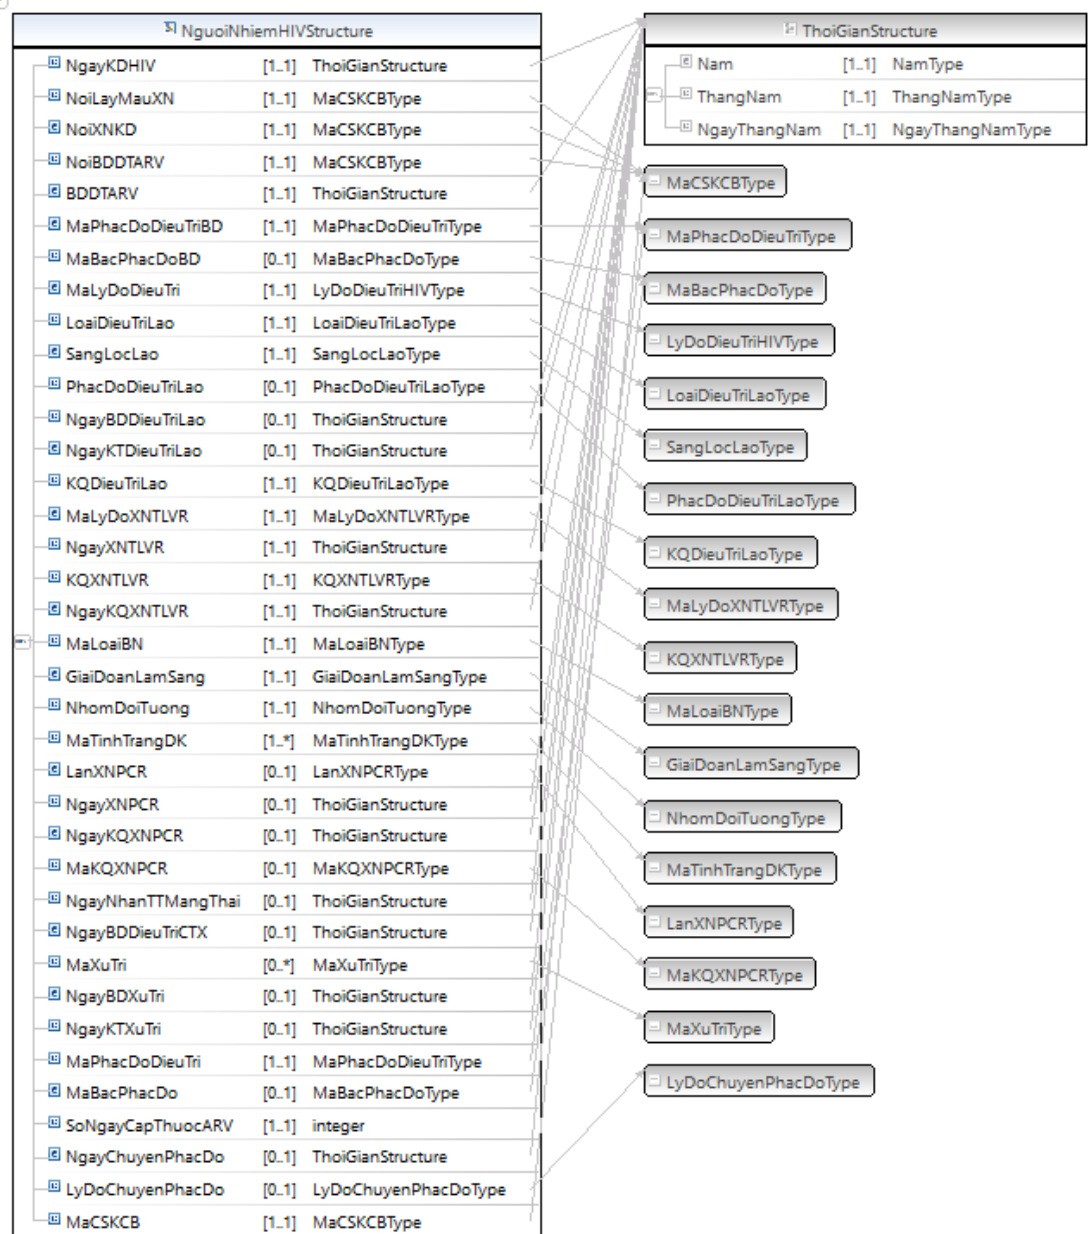 NguoiNhiemHIVStructure
NgayKDHIV [1..1] ThoiGianStructure
NoiLayMauXN [1..1] MaCSKCBType
NoiXNKD [1..1] MaCSKCBType
NoiBDDTARV [1..1] MaCSKCBType
BDDTARV [1..1] ThoiGianStructure
MaPhacDoDieuTriBD [1..1] MaPhacDoDieuTriType
MaBacPhacDoBD [0..1] MaBacPhacDoType
MaLyDoDieuTri [1..1] LyDoDieuTriHIVType
LoaiDieuTriLao [1..1] LoaiDieuTriLaoType
SangLocLao [1..1] SangLocLaoType
PhacDoDieuTriLao [0..1] PhacDoDieuTriLaoType
NgayBDDieuTriLao [0..1] ThoiGianStructure
NgayKTDieuTriLao [0..1] ThoiGianStructure
KQDieuTriLao [1..1] KQDieuTriLaoType
MaLyDoXNTLVR [1..1] MaLyDoXNTLVRType
NgayXNTLVR [1..1] ThoiGianStructure
KQXNTLVR [1..1] KQXNTLVRType
NgayKQXNTLVR [1..1] ThoiGianStructure
MaLoaiBN [1..1] MaLoaiBNType
GiaiDoanLamSang [1..1] GiaiDoanLamSangType
NhomDoiTuong [1..1] NhomDoiTuongType
MaTinhTrangDK [1..*] MaTinhTrangDKType
LanXNPCR [0..1] LanXNPCRType
NgayXNPCR [0..1] ThoiGianStructure
NgayKQXNPCR [0..1] ThoiGianStructure
MaKQXNPCR [0..1] MaKQXNPCRType
NgayNhanTTMangThai [0..1] ThoiGianStructure
NgayBDDieuTriCTX [0..1] ThoiGianStructure
MaXuTri [0..*] MaXuTriType
NgayBDXuTri [0..1] ThoiGianStructure
NgayKTXuTri [0..1] ThoiGianStructure
MaPhacDoDieuTri [1..1] MaPhacDoDieuTriType
MaBacPhacDo [0..1] MaBacPhacDoType
SoNgayCapThuocARV [1..1] integer
NgayChuyenPhacDo [0..1] ThoiGianStructure
LyDoChuyenPhacDo [0..1] LyDoChuyenPhacDoType
MaCSKCB [1..1] MaCSKCBType
ThoiGianStructure
Nam [1..1] NamType
ThangNam [1..1] ThangNamType
NgayThangNam [1..1] NgayThangNamType
MaCSKCBType
MaPhacDoDieuTriType
MaBacPhacDoType
LyDoDieuTriHIVType
LoaiDieuTriLaoType
SangLocLaoType
PhacDoDieuTriLaoType
KQDieuTriLaoType
MaLyDoXNTLVRType
KQXNTLVRType
MaLoaiBNType
GiaiDoanLamSangType
NhomDoiTuongType
MaTinhTrangDKType
LanXNPCRType
MaKQXNPCRType
MaXuTriType
LyDoChuyenPhacDoType